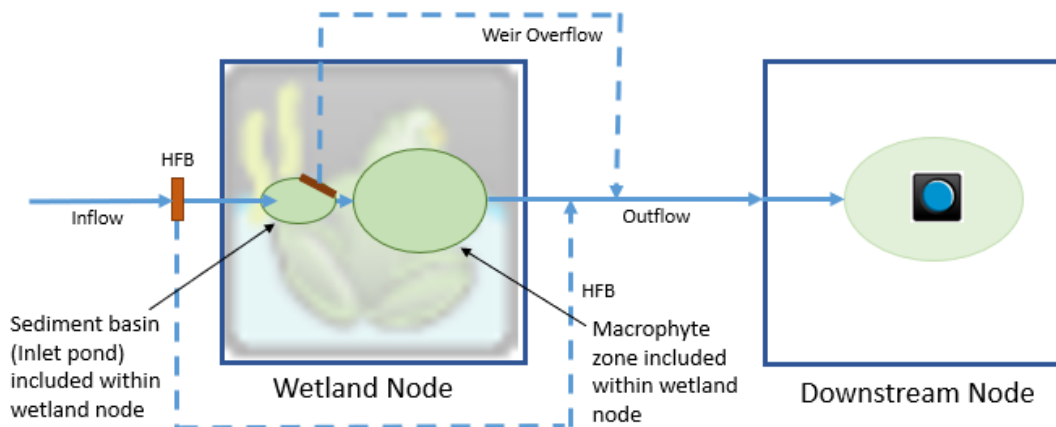 Weir Overflow
HFB
Inflow
Outflow
HFB
Sediment basin
(Inlet pond)
included within
wetland node
Wetland Node
Macrophyte
zone included
within wetland
node
Downstream Node